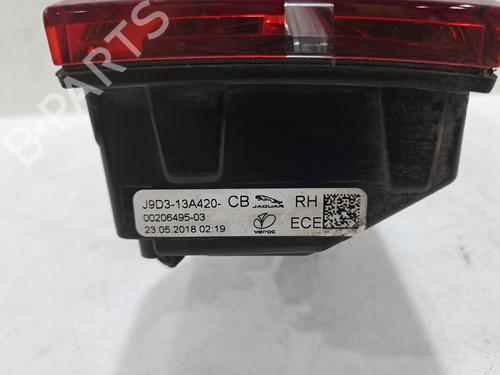 B-PARTS
J9D3-13A420- CB JAGUAR RH
00206495-03
23.05.2018 02:19 varroc ECE